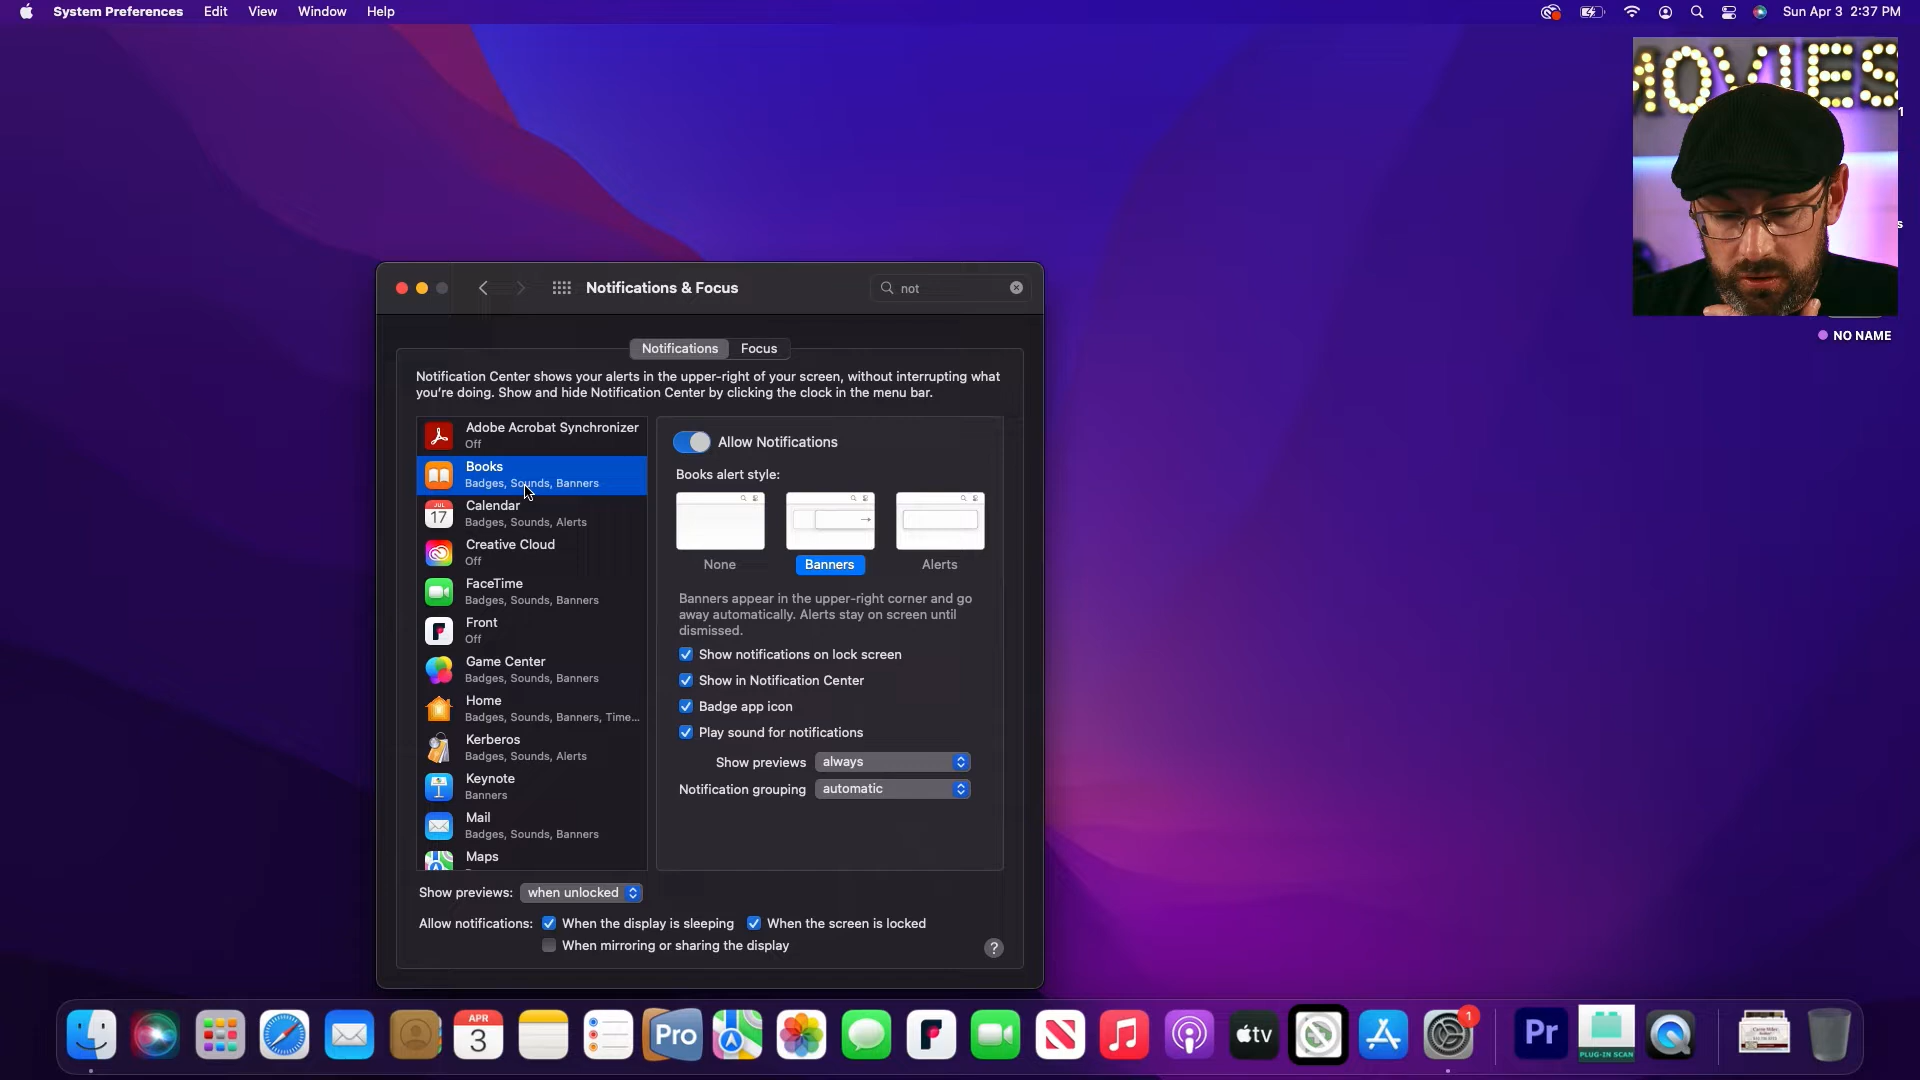 System Preferences Edit View Window Help
Sun Apr 3 2:37 PM
MOVIES
NO NAME
Notifications & Focus
not
Notifications Focus
Notification Center shows your alerts in the upper-right of your screen, without interrupting what
you're doing. Show and hide Notification Center by clicking the clock in the menu bar.
Adobe Acrobat Synchronizer
Off
Books
Badges, Sounds, Banners
Calendar
Badges, Sounds, Alerts
Creative Cloud
Off
FaceTime
Badges, Sounds, Banners
Front
Off
Game Center
Badges, Sounds, Banners
Home
Badges, Sounds, Banners, Time...
Kerberos
Badges, Sounds, Alerts
Keynote
Banners
Mail
Badges, Sounds, Banners
Maps
JUL
17
Allow Notifications
Books alert style:
None Banners Alerts
Banners appear in the upper-right corner and go
away automatically. Alerts stay on screen until
dismissed.
Show notifications on lock screen
Show in Notification Center
Badge app icon
Play sound for notifications
Show previews always
Notification grouping automatic
Show previews: when unlocked
Allow notifications: When the display is sleeping When the screen is locked
When mirroring or sharing the display
?
APR
3
Pro
tv
1
Pr
PLUG-IN SCAN